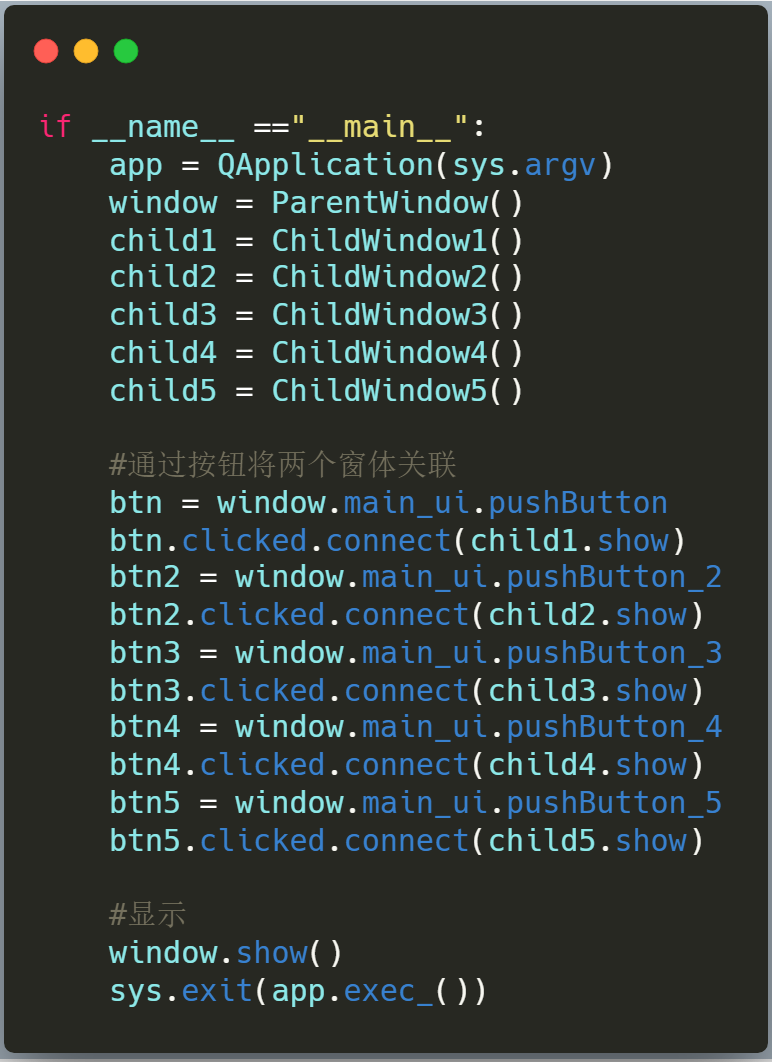 if __name__ =="__main__":
    app = QApplication(sys.argv)
    window = ParentWindow()
    child1 = ChildWindow1()
    child2 = ChildWindow2()
    child3 = ChildWindow3()
    child4 = ChildWindow4()
    child5 = ChildWindow5()

    #通过按钮将两个窗体关联
    btn = window.main_ui.pushButton
    btn.clicked.connect(child1.show)
    btn2 = window.main_ui.pushButton_2
    btn2.clicked.connect(child2.show)
    btn3 = window.main_ui.pushButton_3
    btn3.clicked.connect(child3.show)
    btn4 = window.main_ui.pushButton_4
    btn4.clicked.connect(child4.show)
    btn5 = window.main_ui.pushButton_5
    btn5.clicked.connect(child5.show)

    #显示
    window.show()
    sys.exit(app.exec_())